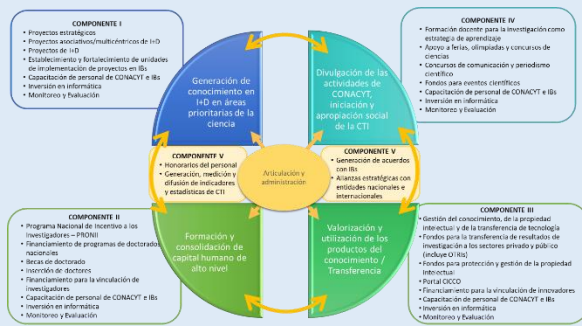 COMPONENTE I
• Proyectos estratégicos
• Proyectos asociativos/multicéntricos de I+D
• Proyectos de I+D
• Establecimiento y fortalecimiento de unidades
de implementación de proyectos en IBs
• Capacitación de personal de CONACYT e IBs
• Inversión en informática
• Monitoreo y Evaluación
COMPONENTE IV
• Formación docente para la investigación como
estrategia de aprendizaje
• Apoyo a ferias, olimpiadas y concursos de
ciencias
• Concursos de comunicación y periodismo
científico
• Fondos para eventos científicos
• Capacitación de personal de CONACYT e IBs
• Inversión en informática
• Monitoreo y Evaluación
Generación de
conocimiento en
I+D en áreas
prioritarias de la
ciencia
Divulgación de las
actividades de
CONACYT,
iniciación y
apropiación social
de la CTI
COMPONENTE V
• Honorarios del personal
• Generación, medición y
difusión de indicadores
y estadísticas de CTI
Articulación y
administración
COMPONENTE V
• Generación de acuerdos
con IBs
• Alianzas estratégicas con
entidades nacionales e
internacionales
COMPONENTE II
• Programa Nacional de Incentivo a los
Investigadores – PRONII
• Financiamiento de programas de doctorados
nacionales
• Becas de doctorado
• Inserción de doctores
• Financiamiento para la vinculación de
investigadores
• Capacitación de personal de CONACYT e IBs
• Inversión en informática
• Monitoreo y Evaluación
Formación y
consolidación de
capital humano de
alto nivel
Valorización y
utilización de los
productos del
conocimiento /
Transferencia
COMPONENTE III
• Gestión del conocimiento, de la propiedad
intelectual y de la transferencia de tecnología
• Fondos para la transferencia de resultados de
investigación a los sectores privado y público
(incluye OTRIs)
• Fondos para protección y gestión de la propiedad
intelectual
• Portal CICCO
• Financiamiento para la vinculación de innovadores
• Capacitación de personal de CONACYT e IBs
• Inversión en informática
• Monitoreo y Evaluación